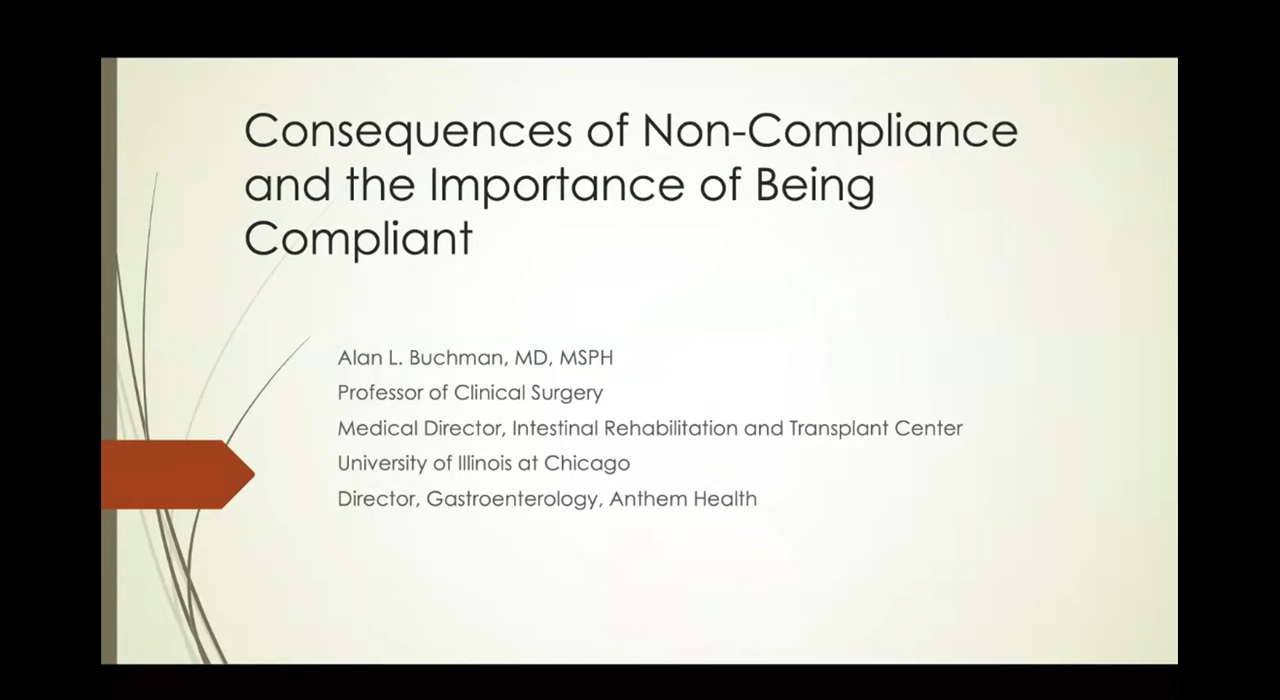 Consequences of Non-Compliance
and the Importance of Being
Compliant
Alan L. Buchman, MD, MSPH
Professor of Clinical Surgery
Medical Director, Intestinal Rehabilitation and Transplant Center
University of Illinois at Chicago
Director, Gastroenterology, Anthem Health